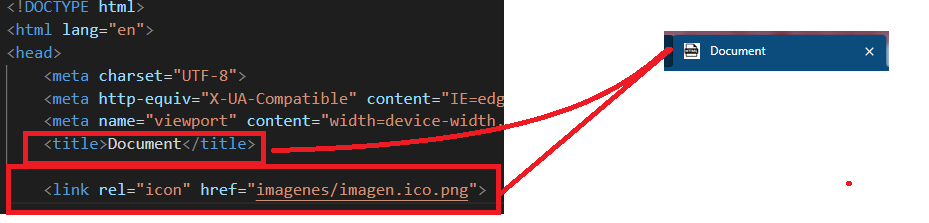 <!DOCTYPE html>
<html lang="en">
<head>
<meta charset="UTF-8">
<meta http-equiv="X-UA-Compatible" content="IE=edg
<meta name="viewport" content="width=device-width,
<title>Document</title>
<link rel="icon" href="imagenes/imagen.ico.png">
HTML Document ×